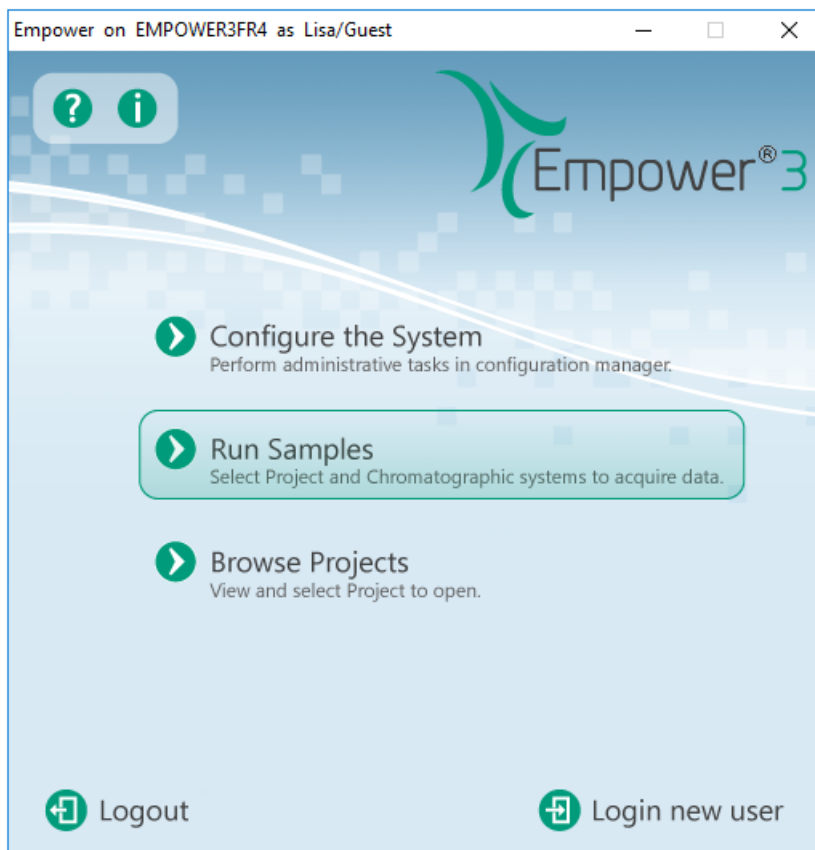 Empower on EMPOWER3FR4 as Lisa/Guest
? i
Empower®3
Configure the System
Perform administrative tasks in configuration manager.
Run Samples
Select Project and Chromatographic systems to acquire data.
Browse Projects
View and select Project to open.
Logout
Login new user